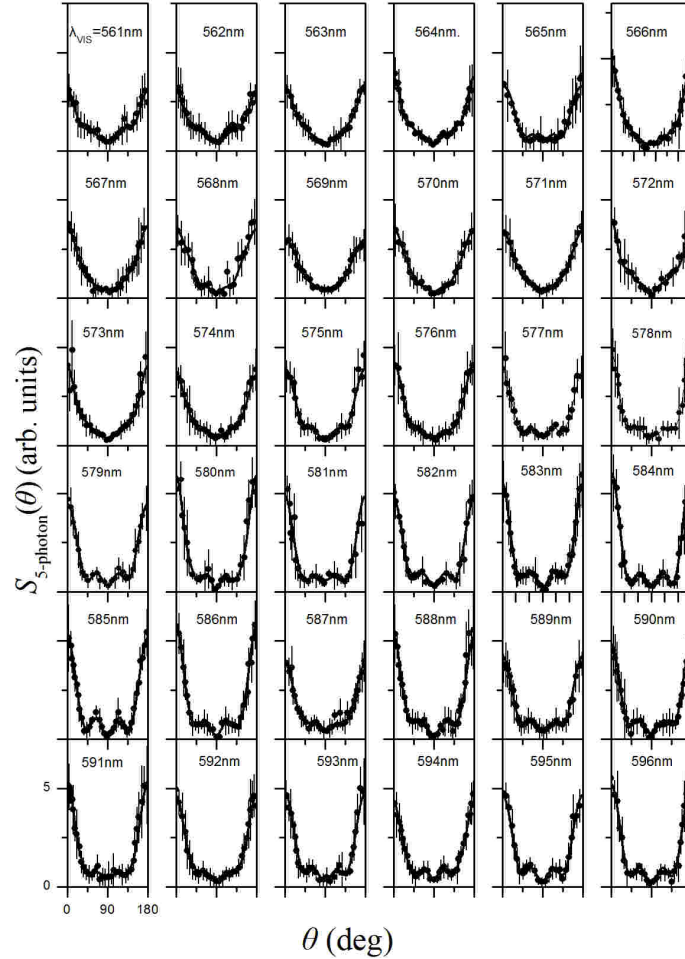 λVIS=561nm 562nm 563nm 564nm. 565nm 566nm
567nm 568nm 569nm 570nm 571nm 572nm
573nm 574nm 575nm 576nm 577nm 578nm
579nm 580nm 581nm 582nm 583nm 584nm
585nm 586nm 587nm 588nm 589nm 590nm
591nm 592nm 593nm 594nm 595nm 596nm
S5-photon(θ) (arb. units)
5
0
0 90 180
θ (deg)